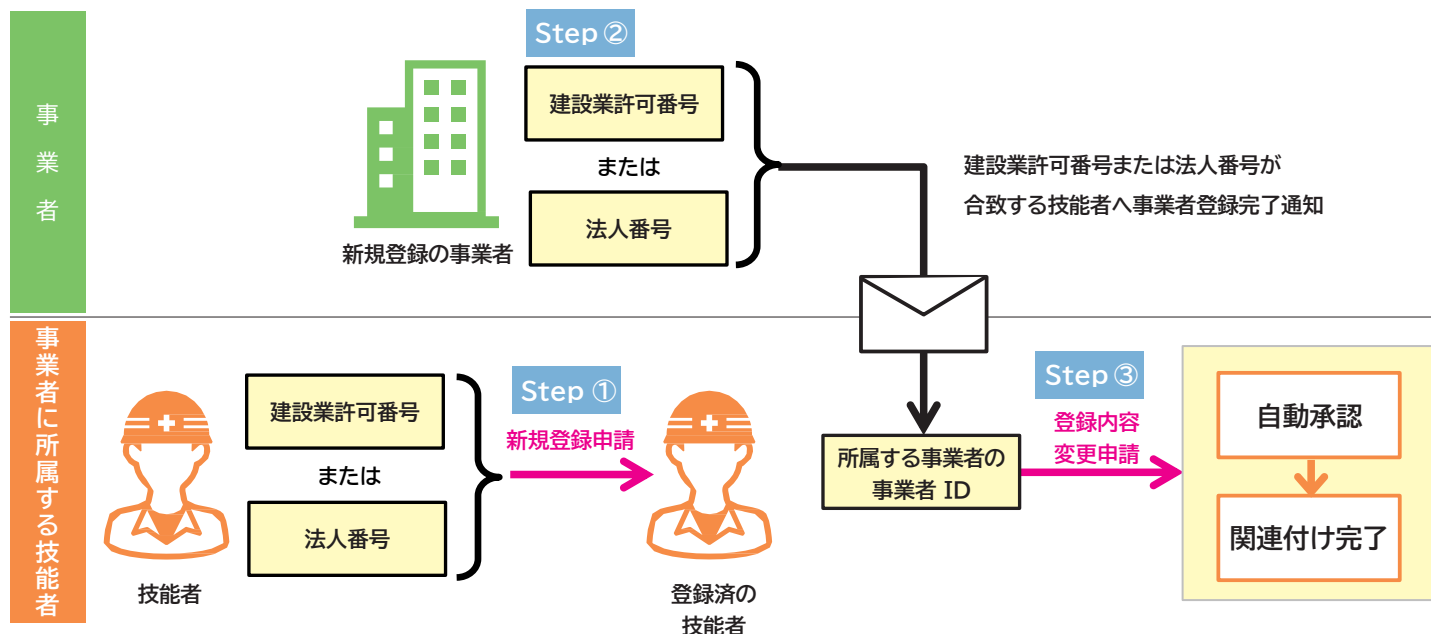 事業者
Step ②
建設業許可番号
または
法人番号
新規登録の事業者
建設業許可番号または法人番号が
合致する技能者へ事業者登録完了通知
事業者に所属する技能者
建設業許可番号
または
法人番号
技能者
Step ①
新規登録申請
登録済の
技能者
所属する事業者の
事業者 ID
Step ③
登録内容
変更申請
自動承認
関連付け完了